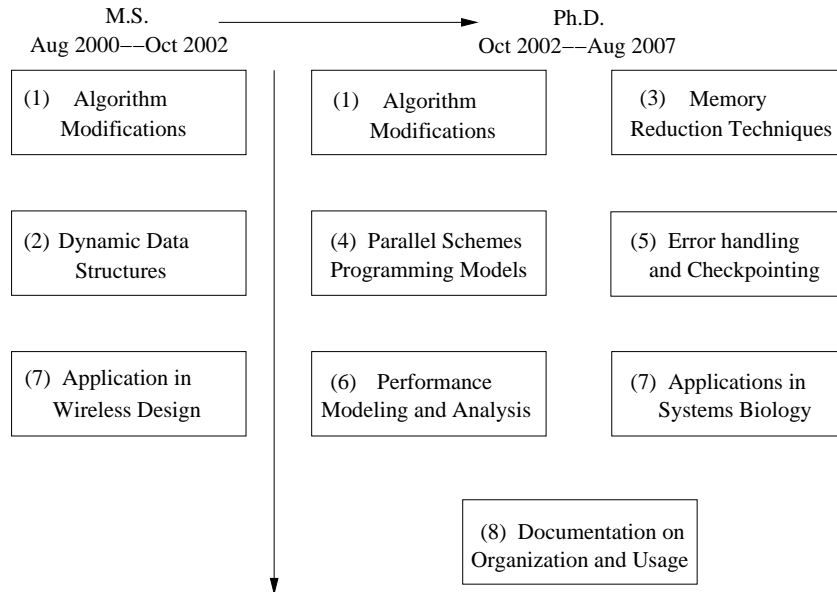 M.S.
Aug 2000−−Oct 2002
Ph.D.
Oct 2002−−Aug 2007
(1) Algorithm
Modifications
(1) Algorithm
Modifications
(3) Memory
Reduction Techniques
(2) Dynamic Data
Structures
(4) Parallel Schemes
Programming Models
(5) Error handling
and Checkpointing
(7) Application in
Wireless Design
(6) Performance
Modeling and Analysis
(7) Applications in
Systems Biology
(8) Documentation on
Organization and Usage